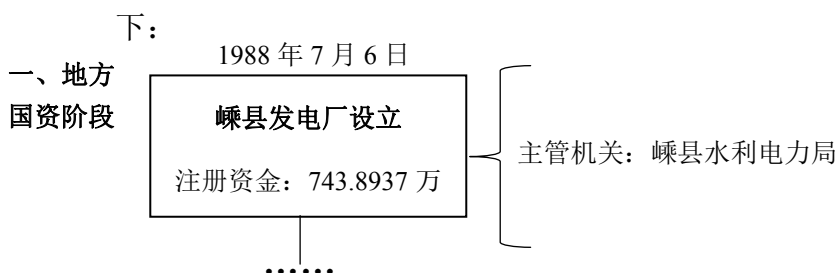 下：
1988 年 7 月 6 日
一、地方
国资阶段
嵊县发电厂设立
注册资金：743.8937 万
主管机关：嵊县水利电力局
……